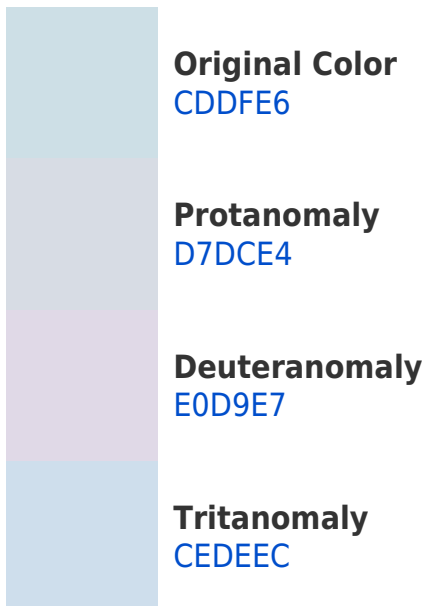 Original Color
CDDFE6
Protanomaly
D7DCE4
Deuteranomaly
E0D9E7
Tritanomaly
CEDEEC